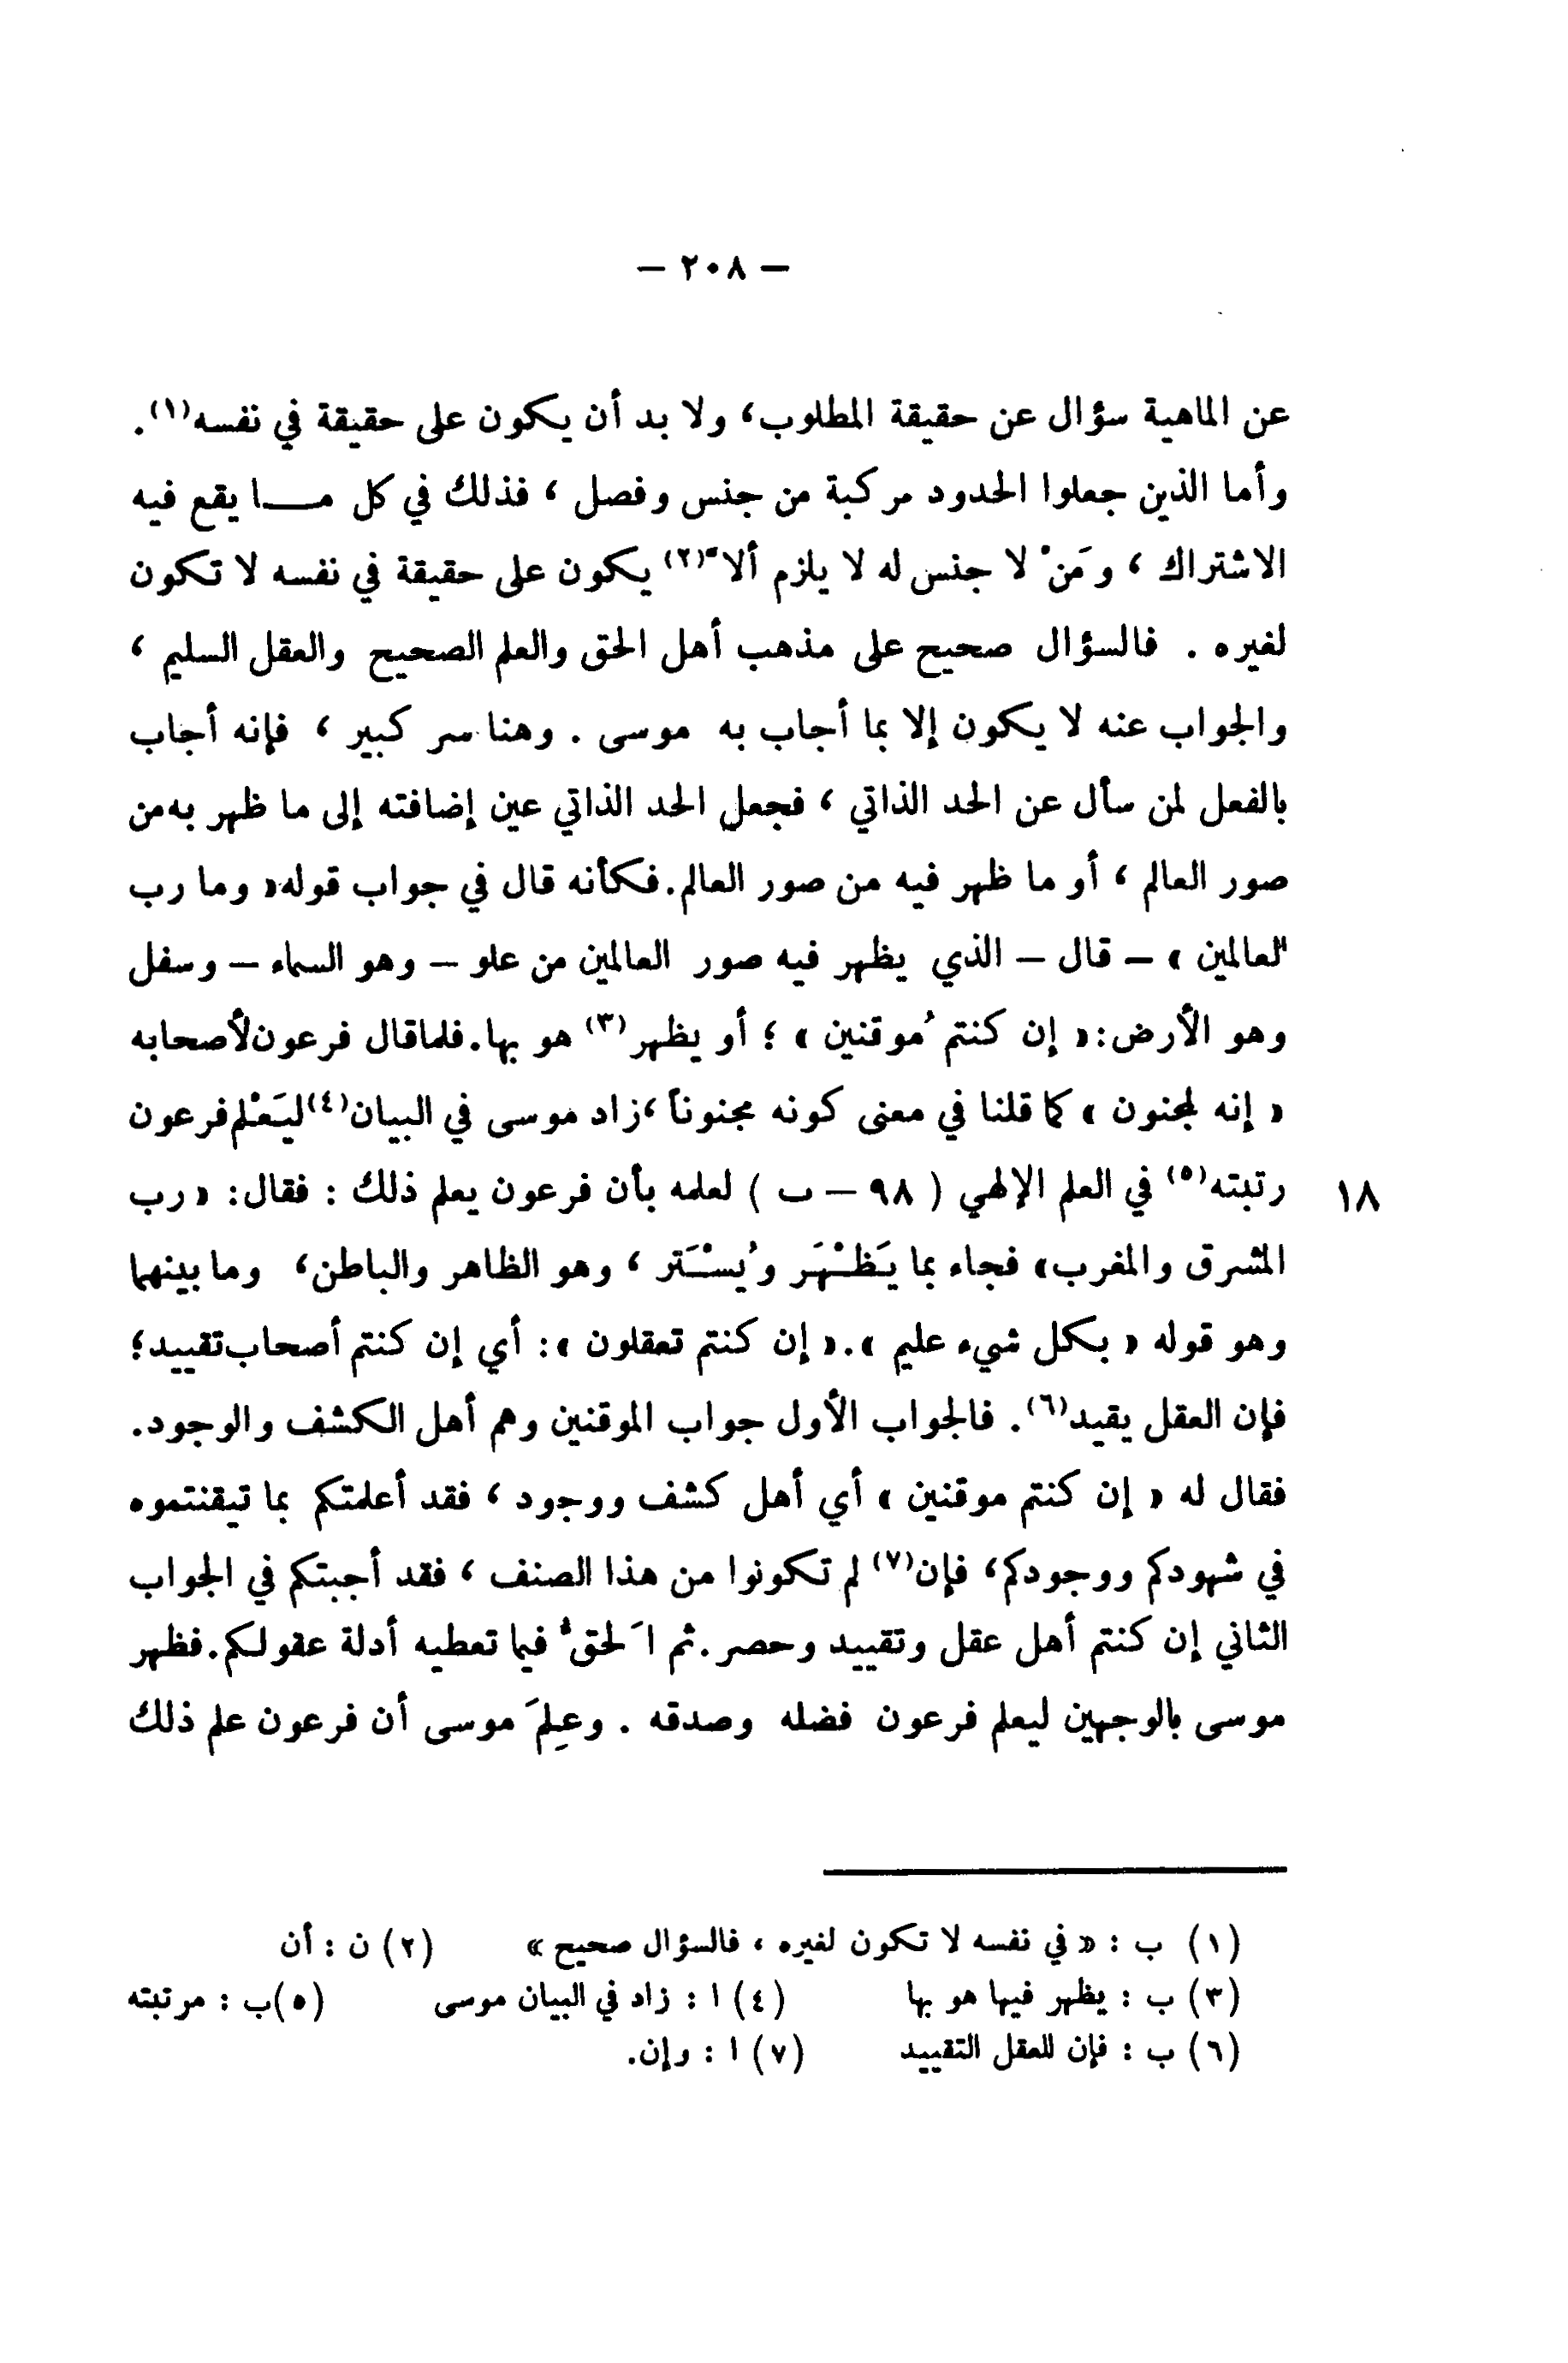 — ٢٠٨ —
عن الماهية سؤال عن حقيقة المطلوب، ولا بد أن يكون على حقيقة في نفسه(١).
وأما الذين جعلوا الحدود مركبة من جنس وفصل ، فذلك في كل مـــا يقع فيه
الاشتراك ، ومَنْ لا جنس له لا يلزم ألاَّ(٢) يكون على حقيقة في نفسه لا تكون
لغيره . فالسؤال صحيح على مذهب أهل الحق والعلم الصحيح والعقل السليم ،
والجواب عنه لا يكون إلا بما أجاب به موسى . وهنا سر كبير ، فإنه أجاب
بالفعل لمن سأل عن الحد الذاتي ، فجعل الحد الذاتي عين إضافته إلى ما ظهر به من
صور العالم ، أو ما ظهر فيه من صور العالم. فكأنه قال في جواب قوله« وما رب
العالمين » – قال – الذي يظهر فيه صور العالمين من علو – وهو السماء – وسفل
وهو الأرض: « إن كنتم مُوقنين » ؛ أو يظهر(٣) هو بها. فلما قال فرعون لأصحابه
« إنه لمجنون » كما قلنا في معنى كونه مجنوناً ، زاد موسى في البيان(٤) ليَعْلم فرعون
١٨ رتبته(٥) في العلم الإلهي ( ٩٨ – ب ) لعلمه بأن فرعون يعلم ذلك : فقال: « رب
المشرق والمغرب» فجاء بما يَظْهَر ويُسْتَر ، وهو الظاهر والباطن، وما بينهما
وهو قوله « بكل شيء عليم ». « إن كنتم تعقلون »: أي إن كنتم أصحاب تقييد؛
فإن العقل يقيد(٦). فالجواب الأول جواب الموقنين وهم أهل الكشف والوجود.
فقال له « إن كنتم موقنين » أي أهل كشف ووجود ، فقد أعلمتكم بما تيقنتموه
في شهودكم ووجودكم، فإن(٧) لم تكونوا من هذا الصنف ، فقد أجبتكم في الجواب
الثاني إن كنتم أهل عقل وتقييد وحصر. ثم الَحق فيما تعطيه أدلة عقولكم. فظهر
موسى بالوجهين ليعلم فرعون فضله وصدقه . وعلِمَ موسى أن فرعون علم ذلك
(١) ب : « في نفسه لا تكون لغيره ، فالسؤال صحيح » (٢) ن : أن
(٣) ب : يظهر فيها هو بها (٤) ا : زاد في البيان موسى (٥)ب : مرتبته
(٦) ب : فإن للعقل التقييد (٧) ا : وإن.